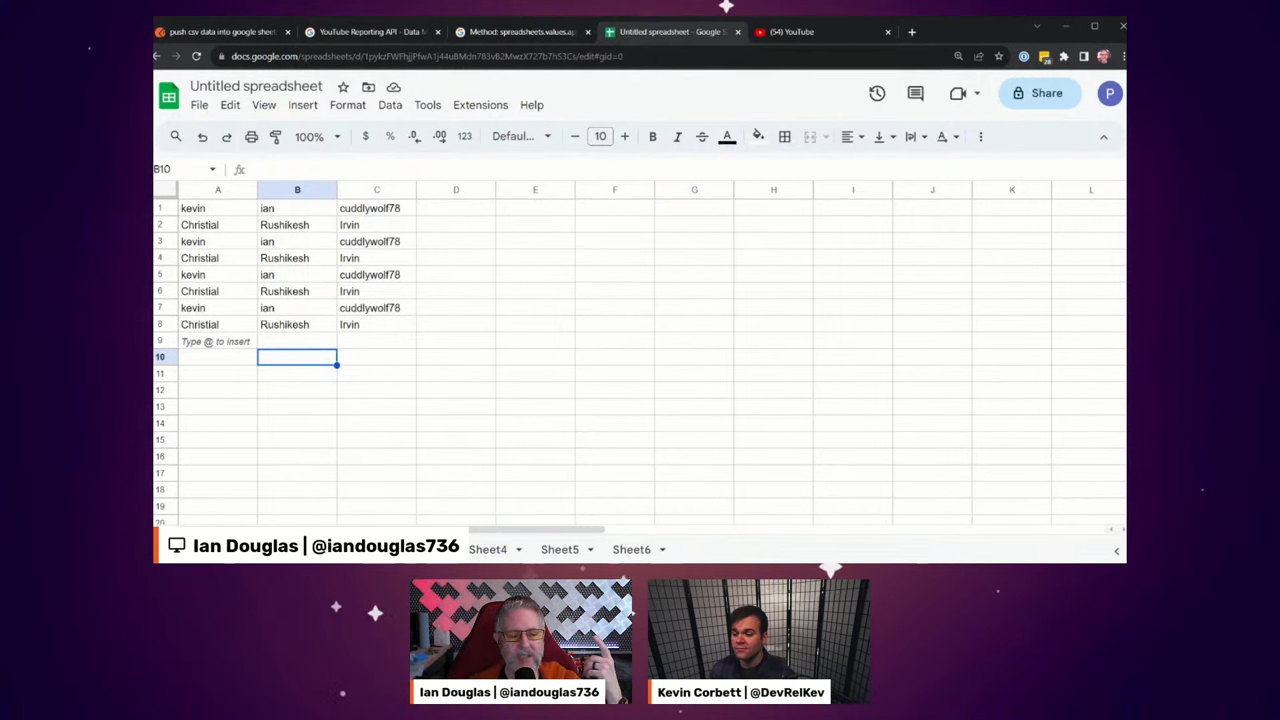 push csv data into google sheet
YouTube Reporting API - Data M
Method: spreadsheets.values.ap
Untitled spreadsheet - Google S
(54) YouTube
Untitled spreadsheet
File Edit View Insert Format Data Tools Extensions Help
Share
P
100% $ % .0 .00 123 Defaul... 10 B I A
B10 fx
A B C D E F G H I J K L
1 kevin ian cuddlywolf78
2 Christial Rushikesh Irvin
3 kevin ian cuddlywolf78
4 Christial Rushikesh Irvin
5 kevin ian cuddlywolf78
6 Christial Rushikesh Irvin
7 kevin ian cuddlywolf78
8 Christial Rushikesh Irvin
9 Type @ to insert
10
11
12
13
14
15
16
17
18
19
20
Ian Douglas | @iandouglas736
Sheet4 Sheet5 Sheet6
Ian Douglas | @iandouglas736
Kevin Corbett | @DevRelKev